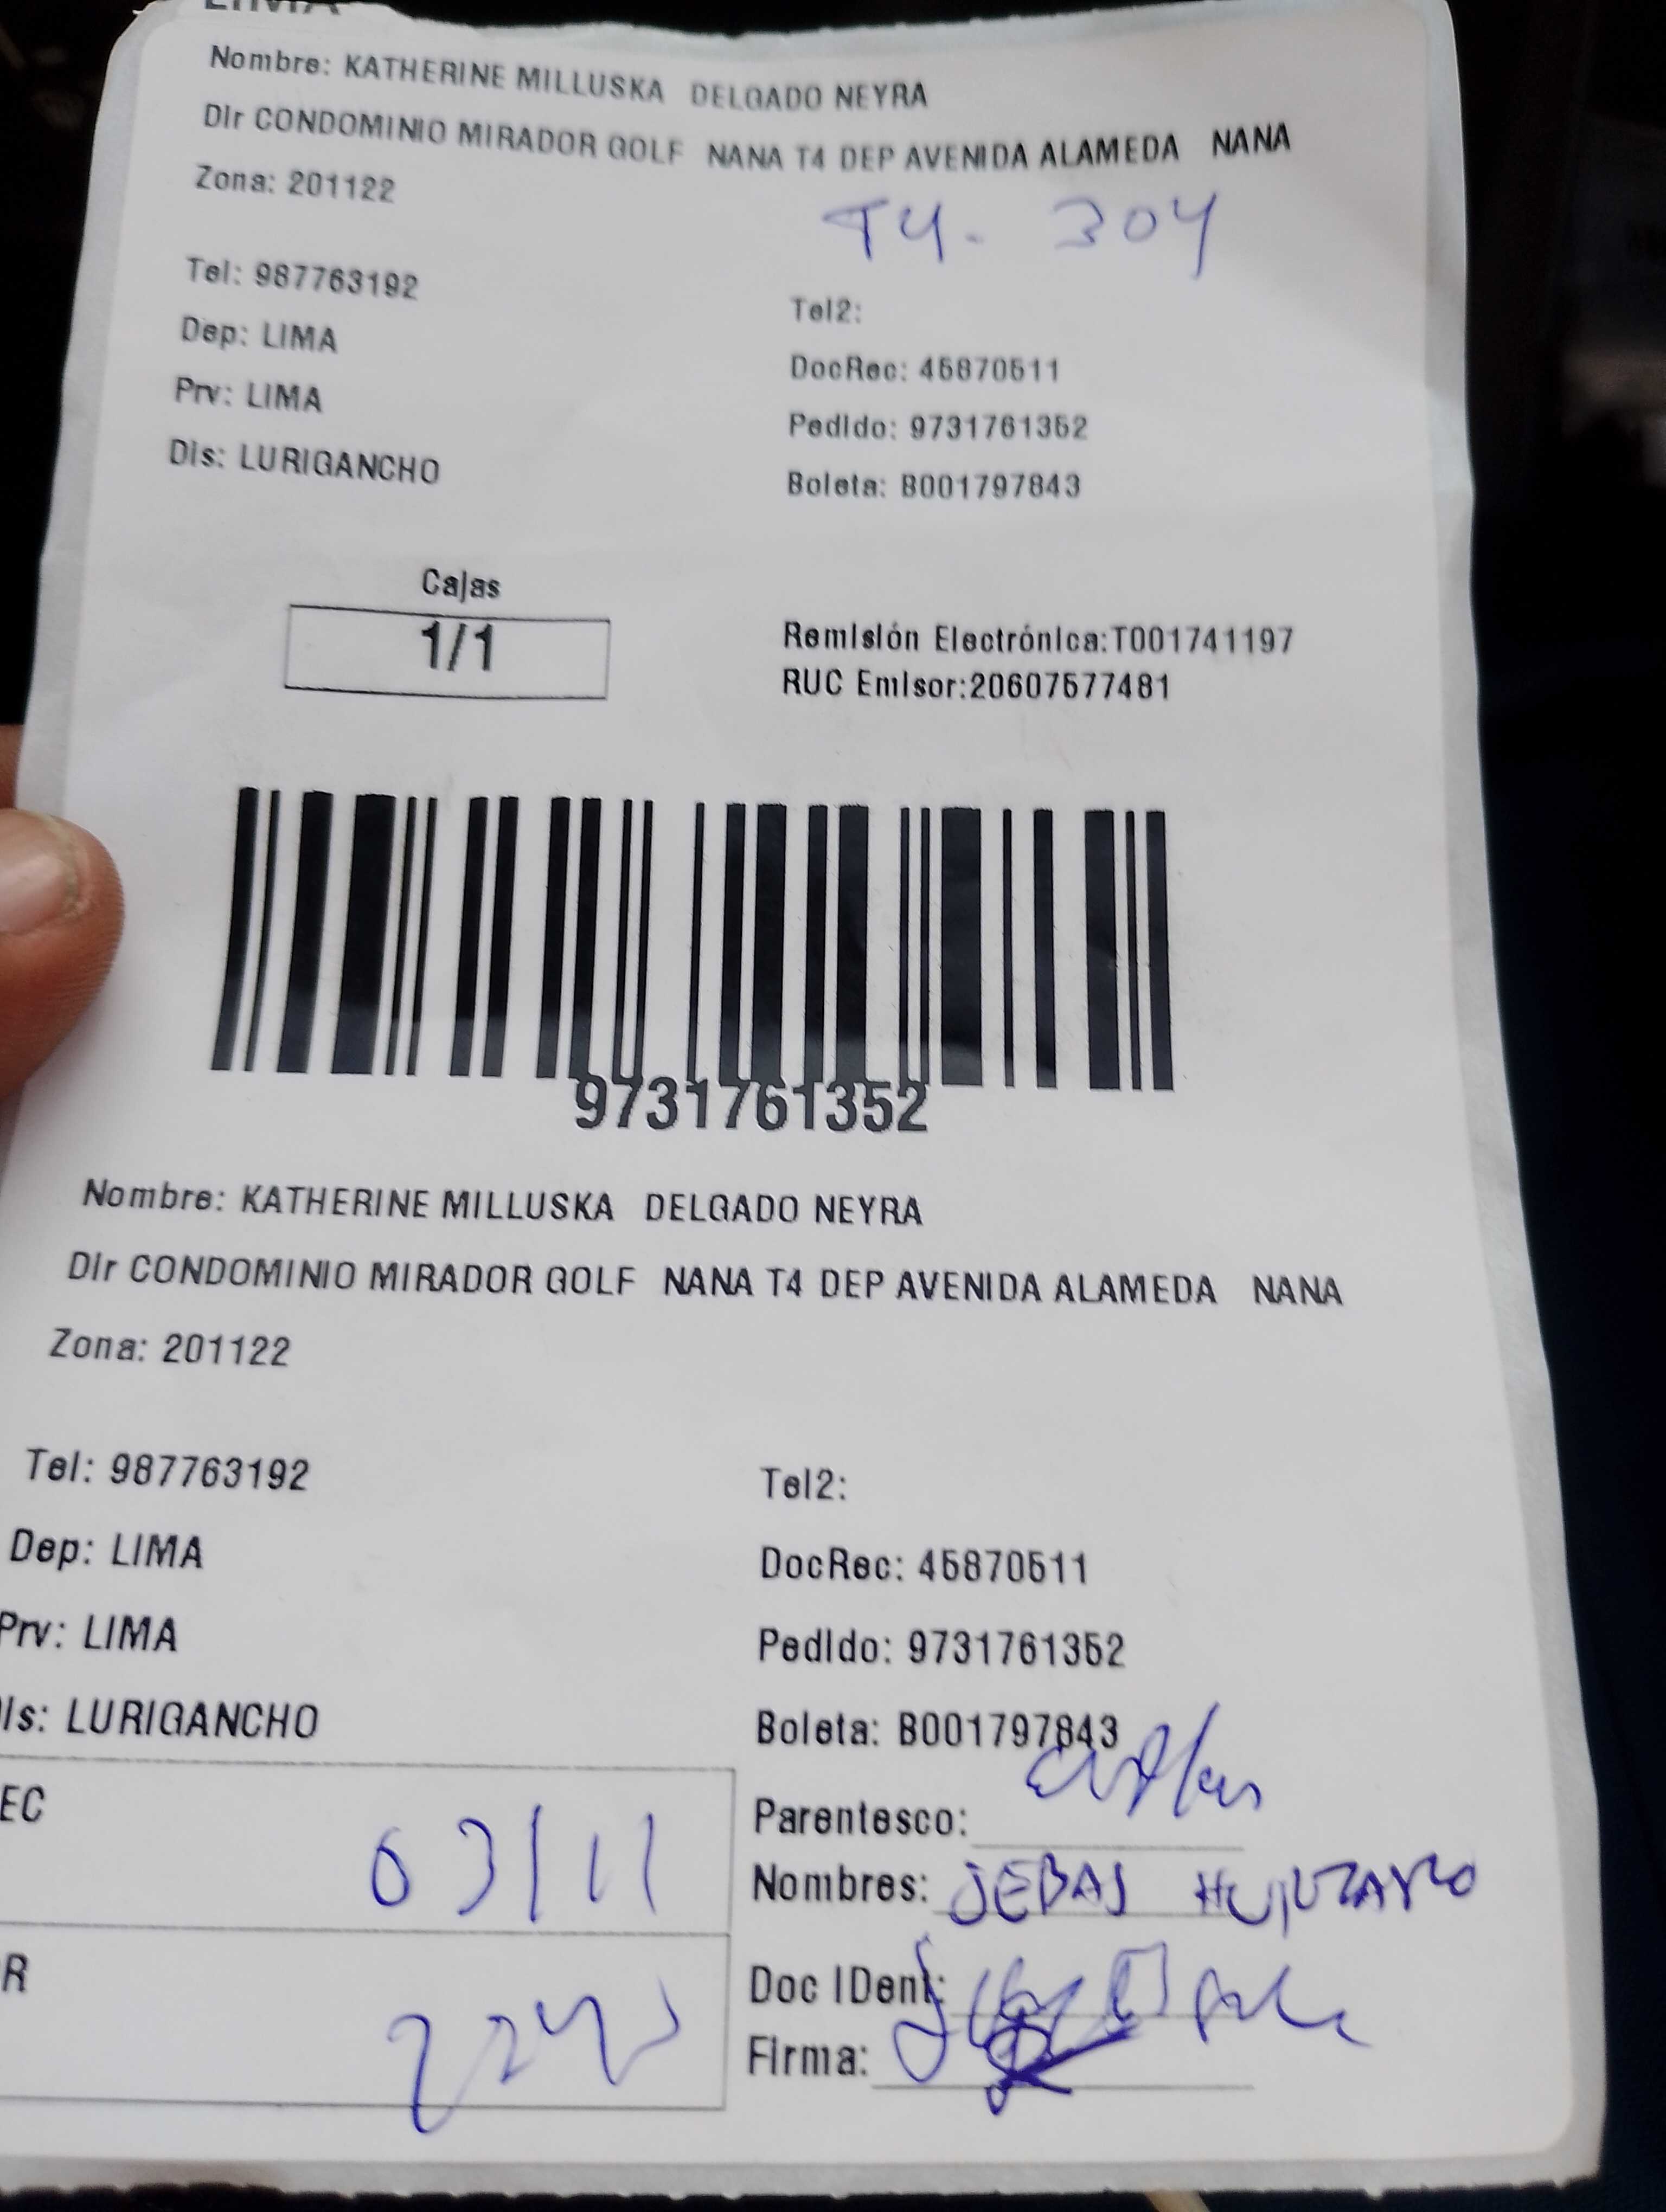 Nombre: KATHERINE MILLUSKA DELGADO NEYRA
Dir CONDOMINIO MIRADOR GOLF NANA T4 DEP AVENIDA ALAMEDA NANA
Zona: 201122
T4. 304
Tel: 987763192
Tel2:
Dep: LIMA
DocRec: 45870511
Prv: LIMA
Pedido: 9731761352
Dis: LURIGANCHO
Boleta: B001797843
Cajas
1/1
Remisión Electrónica:T001741197
RUC Emisor:20607577481
9731761352
Nombre: KATHERINE MILLUSKA DELGADO NEYRA
Dir CONDOMINIO MIRADOR GOLF NANA T4 DEP AVENIDA ALAMEDA NANA
Zona: 201122
Tel: 987763192
Tel2:
Dep: LIMA
DocRec: 45870511
Prv: LIMA
Pedido: 9731761352
Dis: LURIGANCHO
Boleta: B001797843
EC
03/11
Parentesco:
Nombres:
R
Doc IDent:
Firma: